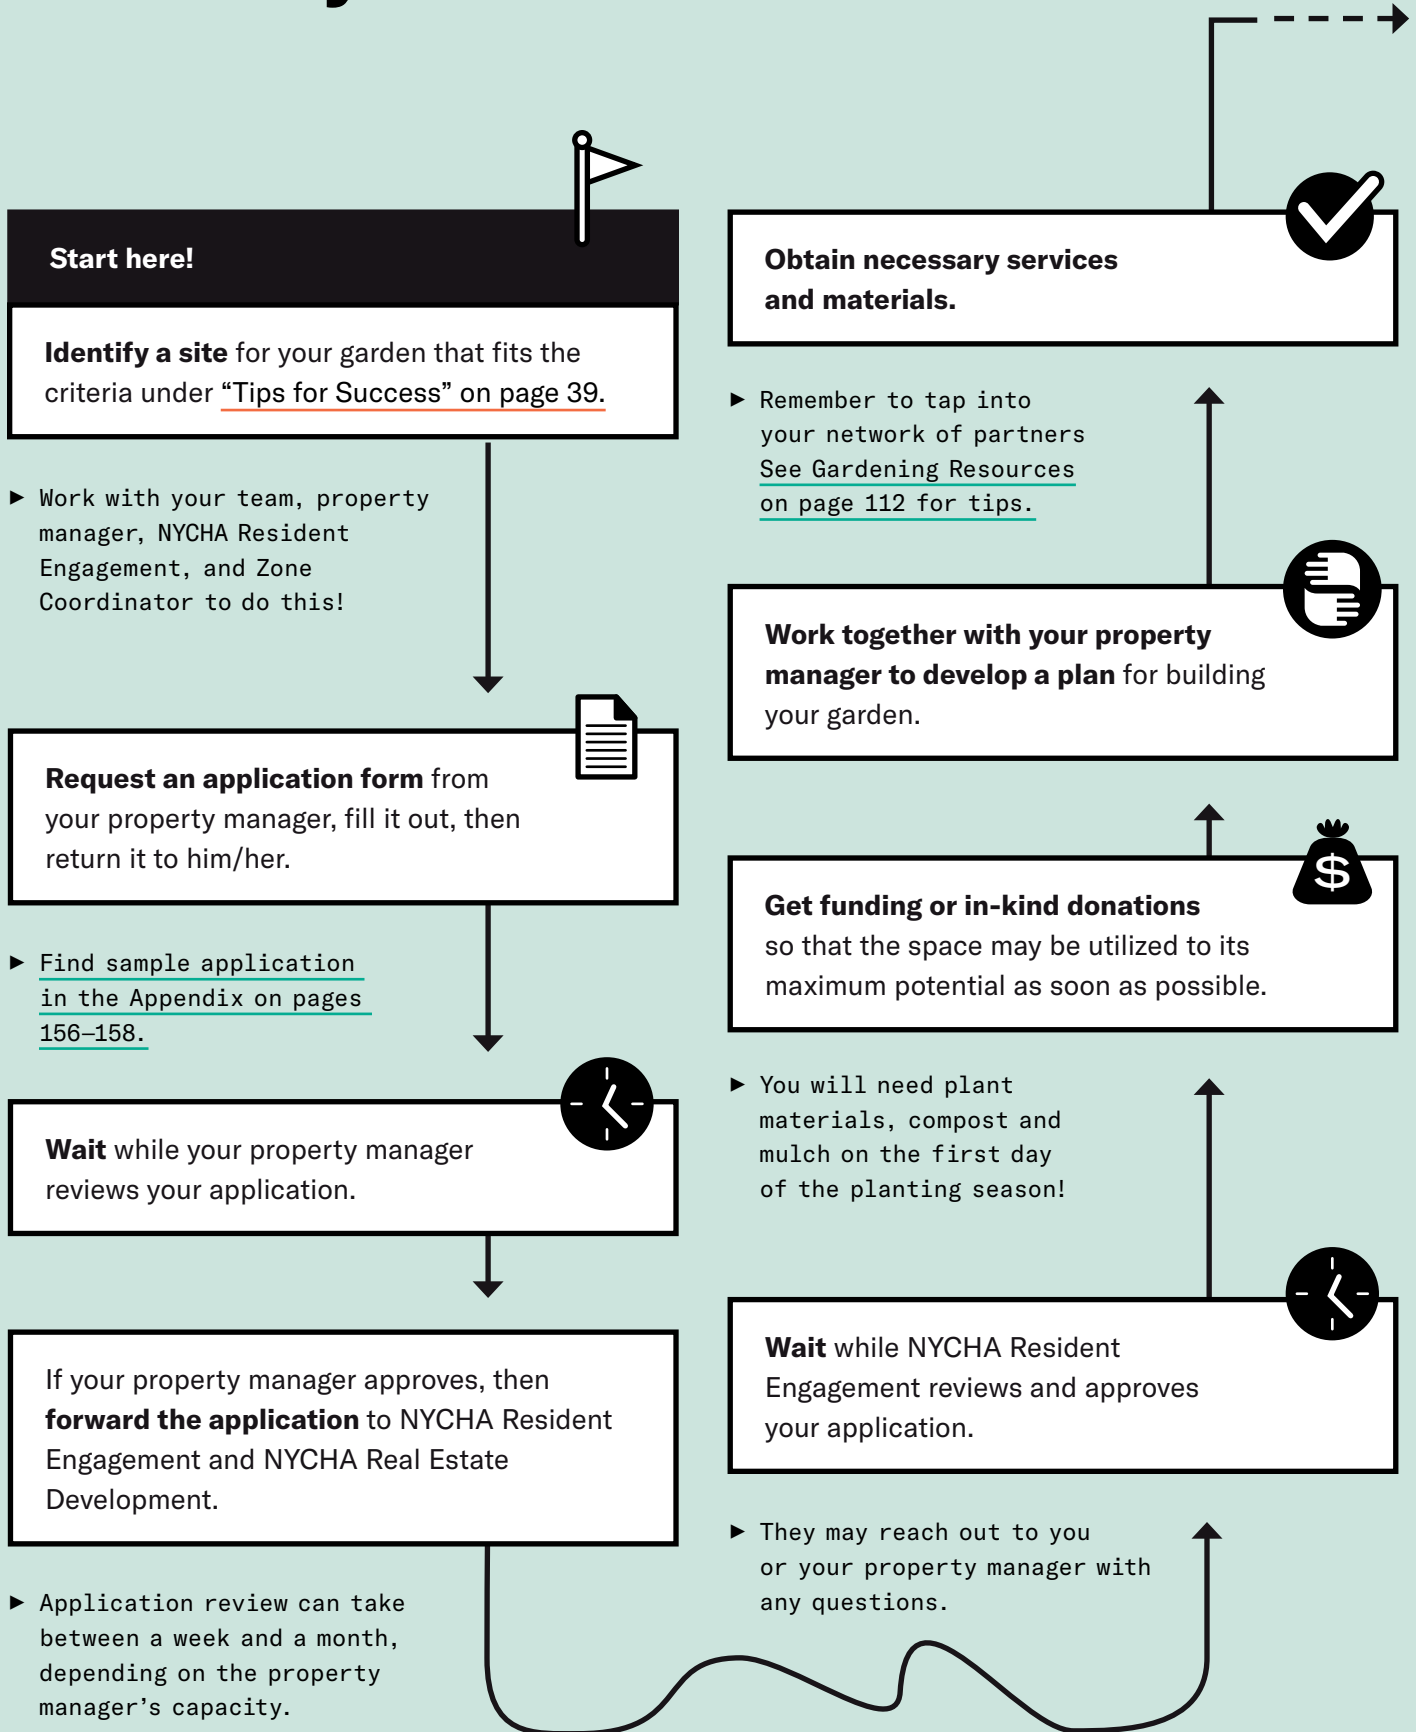 Start here!
Identify a site for your garden that fits the
criteria under “Tips for Success” on page 39.
► Work with your team, property
manager, NYCHA Resident
Engagement, and Zone
Coordinator to do this!
Request an application form from
your property manager, fill it out, then
return it to him/her.
► Find sample application
in the Appendix on pages
156–158.
Wait while your property manager
reviews your application.
If your property manager approves, then
forward the application to NYCHA Resident
Engagement and NYCHA Real Estate
Development.
► Application review can take
between a week and a month,
depending on the property
manager’s capacity.
► They may reach out to you
or your property manager with
any questions.
Wait while NYCHA Resident
Engagement reviews and approves
your application.
► You will need plant
materials, compost and
mulch on the first day
of the planting season!
Get funding or in-kind donations
so that the space may be utilized to its
maximum potential as soon as possible.
$
Work together with your property
manager to develop a plan for building
your garden.
► Remember to tap into
your network of partners
See Gardening Resources
on page 112 for tips.
Obtain necessary services
and materials.